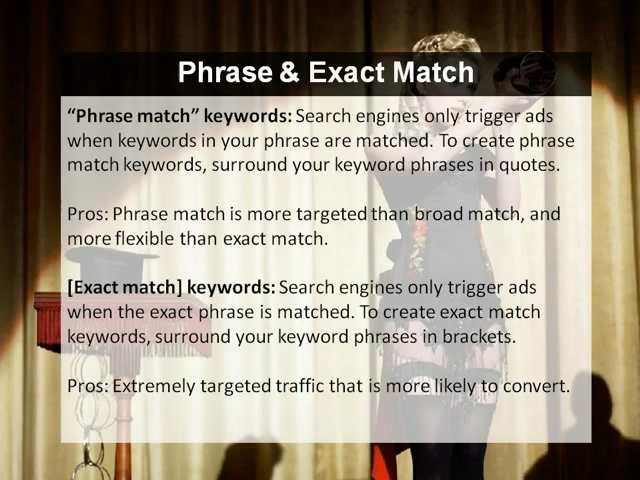 Phrase & Exact Match
“Phrase match” keywords: Search engines only trigger ads
when keywords in your phrase are matched. To create phrase
match keywords, surround your keyword phrases in quotes.
Pros: Phrase match is more targeted than broad match, and
more flexible than exact match.
[Exact match] keywords: Search engines only trigger ads
when the exact phrase is matched. To create exact match
keywords, surround your keyword phrases in brackets.
Pros: Extremely targeted traffic that is more likely to convert.